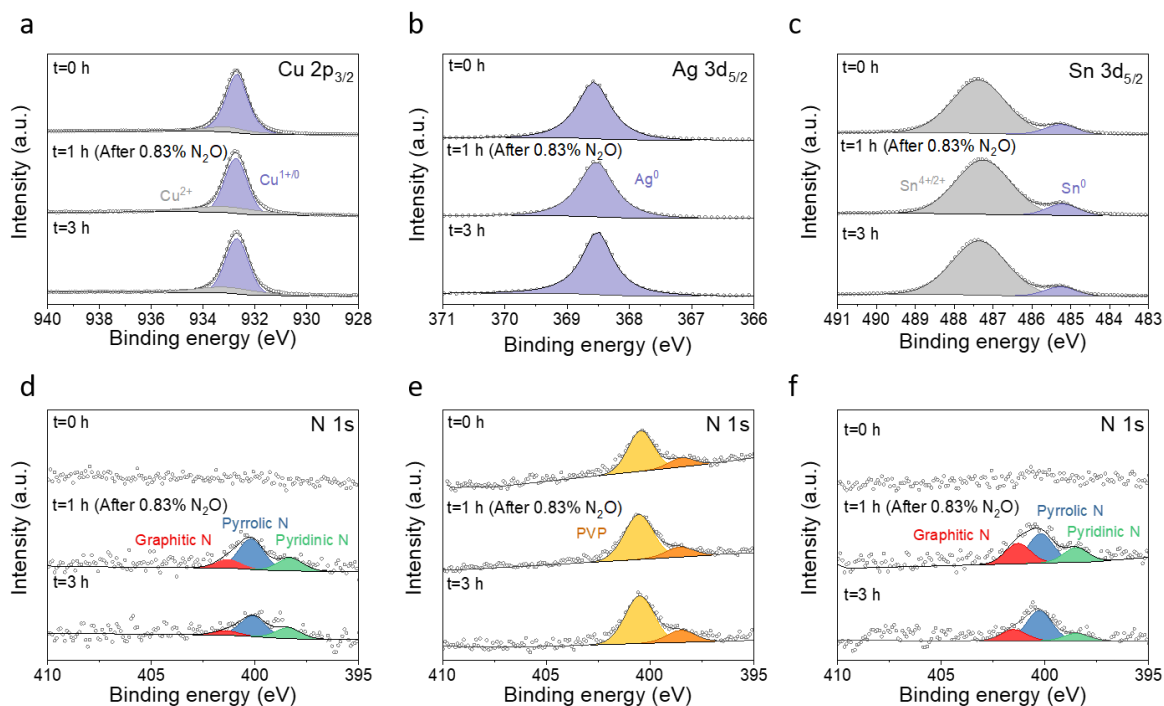 a
t=0 h
Cu 2p3/2
t=1 h (After 0.83% N2O)
Cu2+
Cu1+/0
t=3 h
Intensity (a.u.)
940 938 936 935 933 932 930 928
Binding energy (eV)
b
t=0 h
Ag 3d5/2
t=1 h (After 0.83% N2O)
Ag0
t=3 h
Intensity (a.u.)
371 370 369 368 367 366
Binding energy (eV)
c
t=0 h
Sn 3d5/2
t=1 h (After 0.83% N2O)
Sn4+/2+
Sn0
t=3 h
Intensity (a.u.)
491 490 489 488 487 486 485 484 483
Binding energy (eV)
d
t=0 h
N 1s
t=1 h (After 0.83% N2O)
Pyrrolic N
Graphitic N
Pyridinic N
t=3 h
Intensity (a.u.)
410 405 400 395
Binding energy (eV)
e
t=0 h
N 1s
t=1 h (After 0.83% N2O)
PVP
t=3 h
Intensity (a.u.)
410 405 400 395
Binding energy (eV)
f
t=0 h
N 1s
t=1 h (After 0.83% N2O)
Pyrrolic N
Graphitic N
Pyridinic N
t=3 h
Intensity (a.u.)
410 405 400 395
Binding energy (eV)